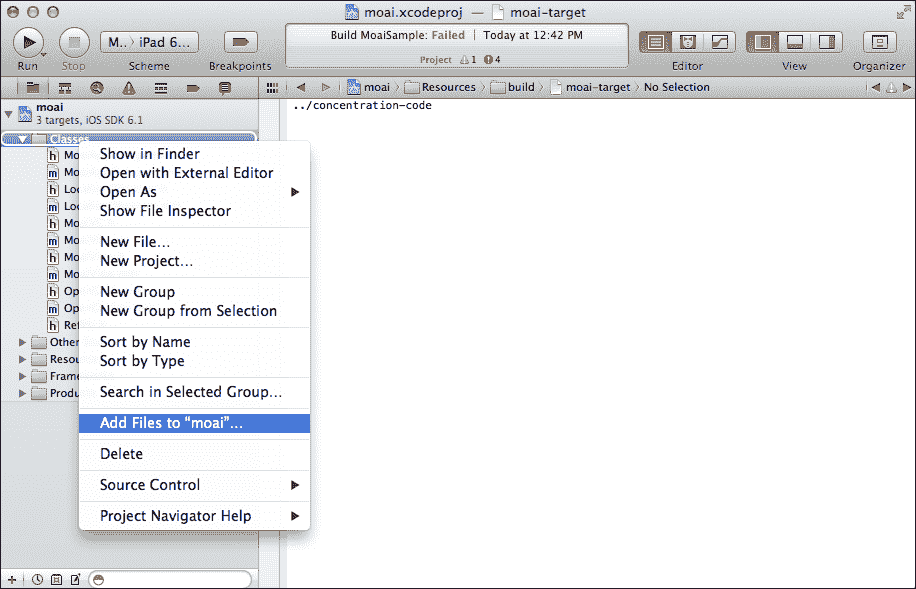 moai.xcodeproj — moai-target
Run
Stop
M... iPad 6...
Scheme
Breakpoints
Build MoaiSample: Failed | Today at 12:42 PM
Project 1 4
Editor
View
Organizer
moai Resources build moai-target No Selection
moai
3 targets, iOS SDK 6.1
Classes
../concentration-code
h Mo
m Mo
h Loc
m Loc
h Mo
m Mo
h Mo
m Mo
h Op
m Op
h Ref
Other
Resou
Frame
Produ
Show in Finder
Open with External Editor
Open As
Show File Inspector
New File...
New Project...
New Group
New Group from Selection
Sort by Name
Sort by Type
Search in Selected Group...
Add Files to “moai”...
Delete
Source Control
Project Navigator Help